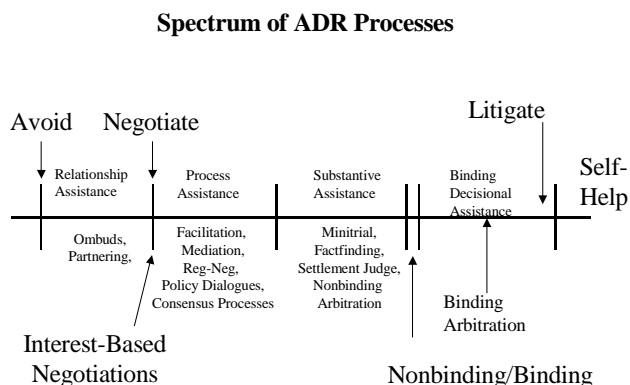 Spectrum of ADR Processes
Litigate
Avoid
Negotiate
Self-
Help
Relationship
Assistance
Process
Assistance
Substantive
Assistance
Binding
Decisional
Assistance
Ombuds,
Partnering,
Facilitation,
Mediation,
Reg-Neg,
Policy Dialogues,
Consensus Processes
Minitrial,
Factfinding,
Settlement Judge,
Nonbinding
Arbitration
Binding
Arbitration
Interest-Based
Negotiations
Nonbinding/Binding